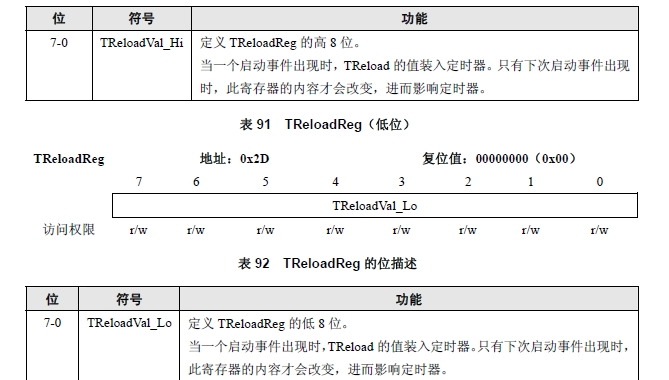 位 符号 功能
7-0 TReloadVal_Hi 定义 TReloadReg 的高 8 位。
当一个启动事件出现时，TReload 的值装入定时器。只有下次启动事件出现
时，此寄存器的内容才会改变，进而影响定时器。
表 91 TReloadReg（低位）
TReloadReg 地址：0x2D 复位值：00000000（0x00）
7 6 5 4 3 2 1 0
TReloadVal_Lo
访问权限 r/w r/w r/w r/w r/w r/w r/w r/w
表 92 TReloadReg 的位描述
位 符号 功能
7-0 TReloadVal_Lo 定义 TReloadReg 的低 8 位。
当一个启动事件出现时，TReload 的值装入定时器。只有下次启动事件出现时，
此寄存器的内容才会改变，进而影响定时器。